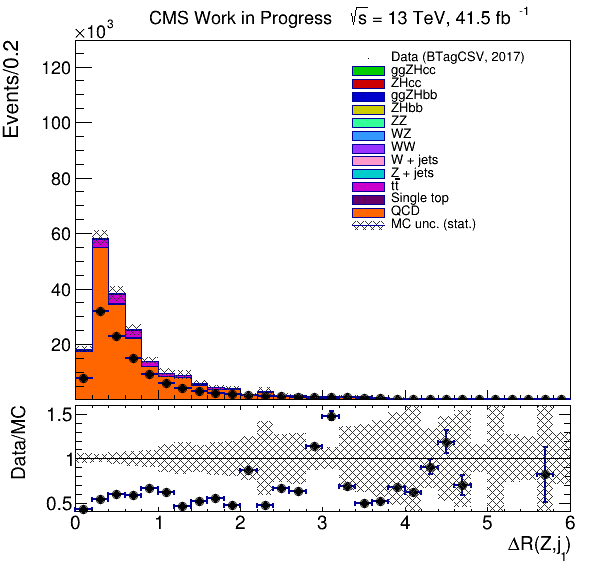 CMS Work in Progress √s = 13 TeV, 41.5 fb⁻¹
×10³
Events/0.2
120
100
80
60
40
20
Data (BTagCSV, 2017)
ggZHcc
ZHcc
ggZHbb
ZHbb
ZZ
WZ
WW
W + jets
Z + jets
tt̄
Single top
QCD
MC unc. (stat.)
Data/MC
1.5
1
0.5
0 1 2 3 4 5 6
ΔR(Z,j₁)